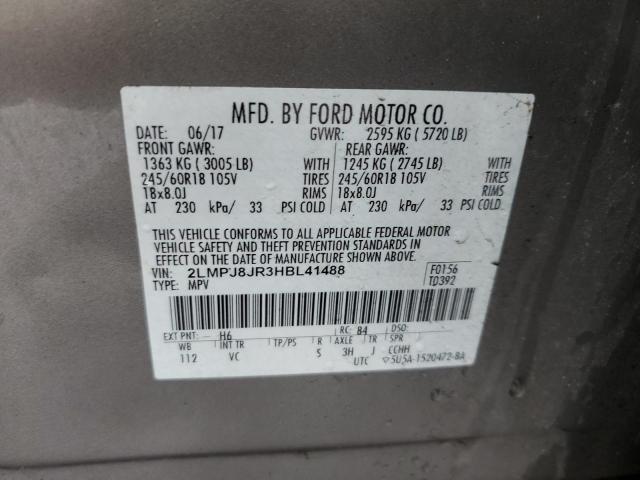 MFD. BY FORD MOTOR CO.
DATE: 06/17 GVWR: 2595 KG ( 5720 LB)
FRONT GAWR: REAR GAWR:
1363 KG ( 3005 LB) WITH 1245 KG ( 2745 LB) WITH
245/60R18 105V TIRES 245/60R18 105V TIRES
18x8.0J RIMS 18x8.0J RIMS
AT 230 kPa/ 33 PSI COLD AT 230 kPa/ 33 PSI COLD
THIS VEHICLE CONFORMS TO ALL APPLICABLE FEDERAL MOTOR
VEHICLE SAFETY AND THEFT PREVENTION STANDARDS IN
EFFECT ON THE DATE OF MANUFACTURE SHOWN ABOVE.
VIN: 2LMPJ8JR3HBL41488 F0156
TYPE: MPV T0392
EXT PNT: H6 RC: 84 DSO:
WB INT TR TP/PS R AXLE TR SPR
112 VC S 3H J CCHH
UTC ▽5U5A-1520472-BA